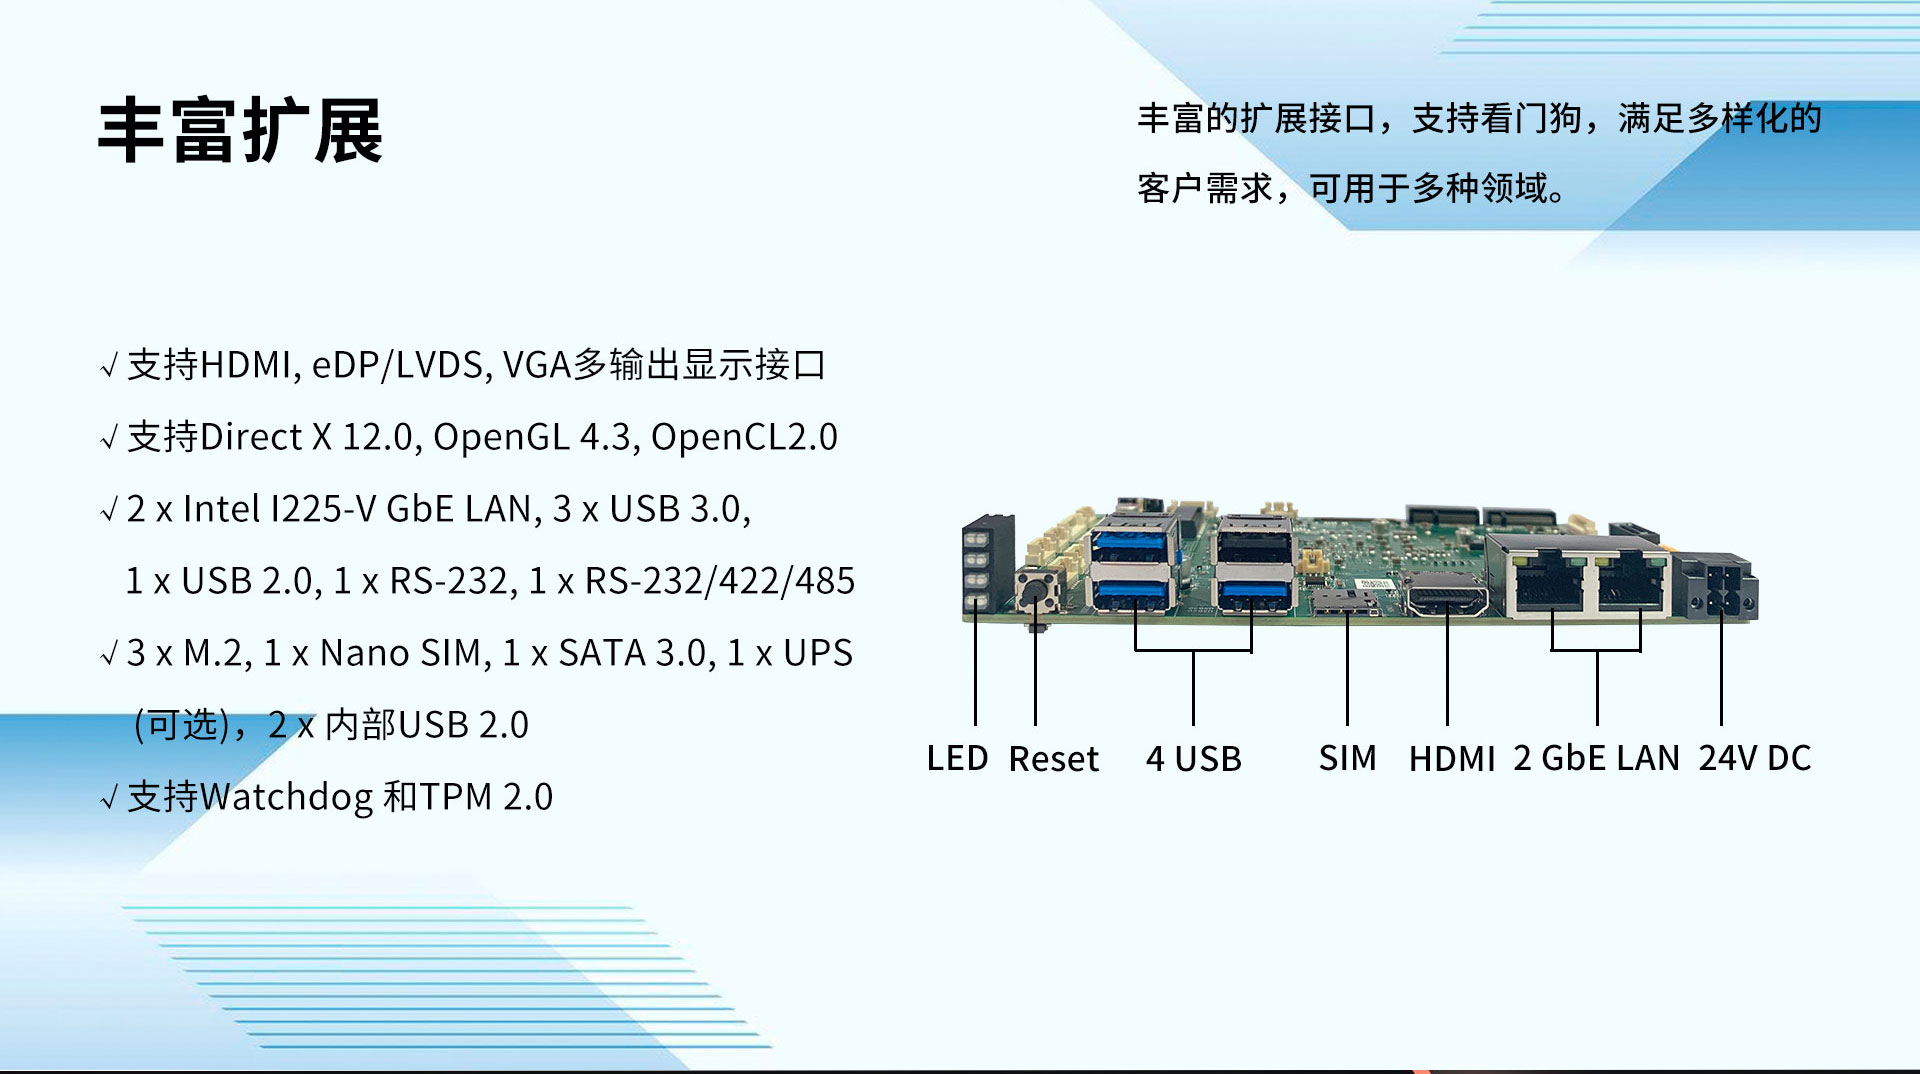 丰富扩展
丰富的扩展接口，支持看门狗，满足多样化的
客户需求，可用于多种领域。
√ 支持HDMI, eDP/LVDS, VGA多输出显示接口
√ 支持Direct X 12.0, OpenGL 4.3, OpenCL2.0
√ 2 x Intel I225-V GbE LAN, 3 x USB 3.0,
1 x USB 2.0, 1 x RS-232, 1 x RS-232/422/485
√ 3 x M.2, 1 x Nano SIM, 1 x SATA 3.0, 1 x UPS
(可选)，2 x 内部USB 2.0
√ 支持Watchdog 和TPM 2.0
LED Reset 4 USB SIM HDMI 2 GbE LAN 24V DC